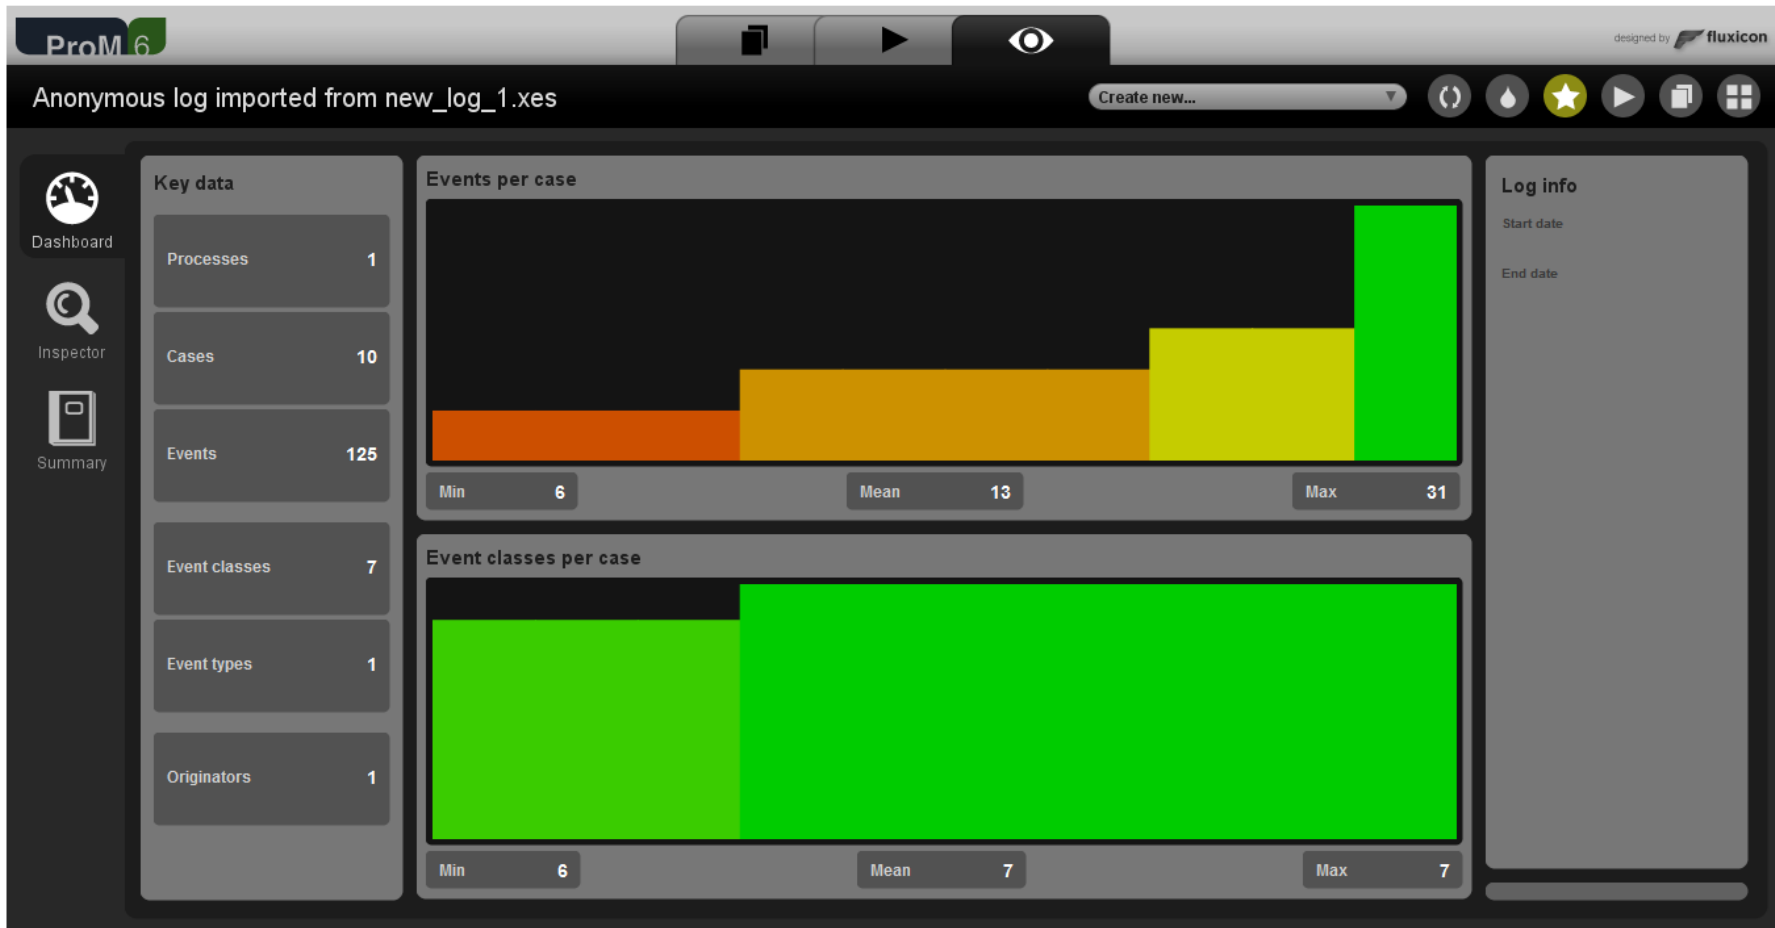 ProM 6
designed by fluxicon
Anonymous log imported from new_log_1.xes
Create new...
Dashboard
Inspector
Summary
Key data
Processes 1
Cases 10
Events 125
Event classes 7
Event types 1
Originators 1
Events per case
Min 6
Mean 13
Max 31
Event classes per case
Min 6
Mean 7
Max 7
Log info
Start date
End date